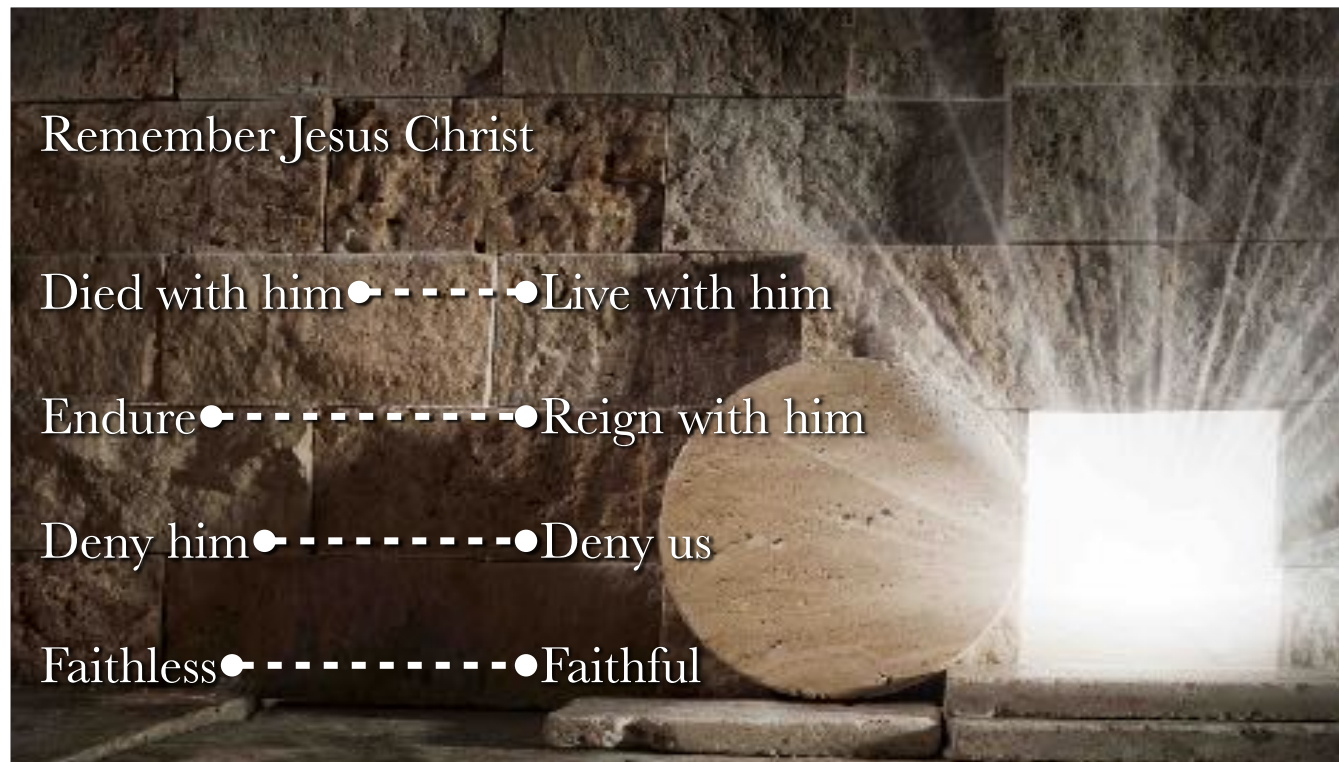 Remember Jesus Christ
Died with him Live with him
Endure Reign with him
Deny him Deny us
Faithless Faithful